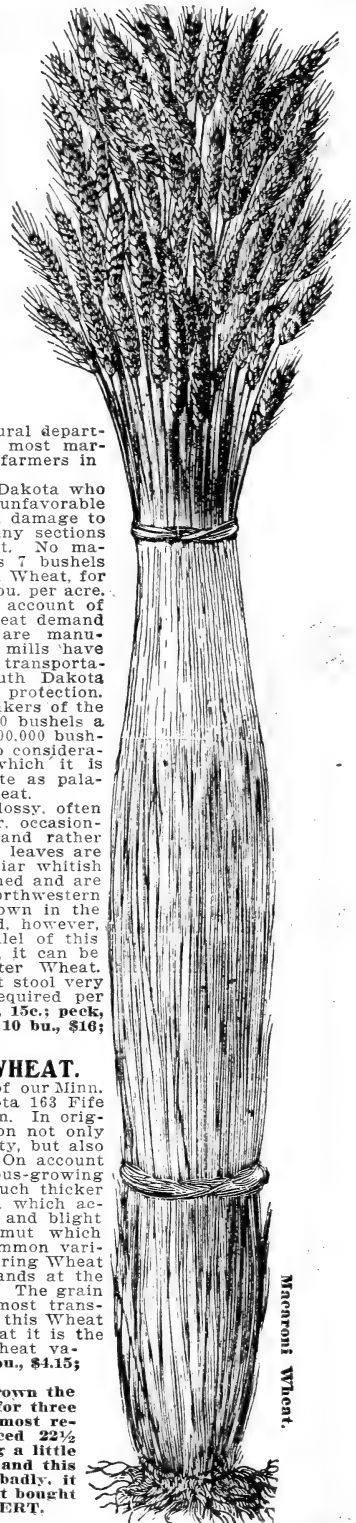 ural depart-
most mar-
farmers in
Dakota who
unfavorable
damage to
ny sections
t. No ma-
s 7 bushels
Wheat, for
ou. per acre.
account of
eat demand
are manu-
mills have
transporta-
uth Dakota
protection.
akers of the
0 bushels a
00,000 bush-
o considera-
which it is
te as pala-
eat.
lossy, often
r, occasion-
and rather
leaves are
iar whitish
ned and are
orthwestern
own in the
d, however,
llel of this
, it can be
ter Wheat.
t stool very
equired per
, 15c.; peck,
10 bu., $16;
WHEAT.
of our Minn.
ta 163 Fife
m. In orig-
on not only
ty, but also
On account
ous-growing
uch thicker
which ac-
and blight
mut which
mmon vari-
ring Wheat
ands at the
The grain
most trans-
this Wheat
at it is the
heat va-
ou., $4.15;
rown the
for three
most re-
ced 22½
g a little
and this
badly, it
t bought
ERT.
Macaroni Wheat.